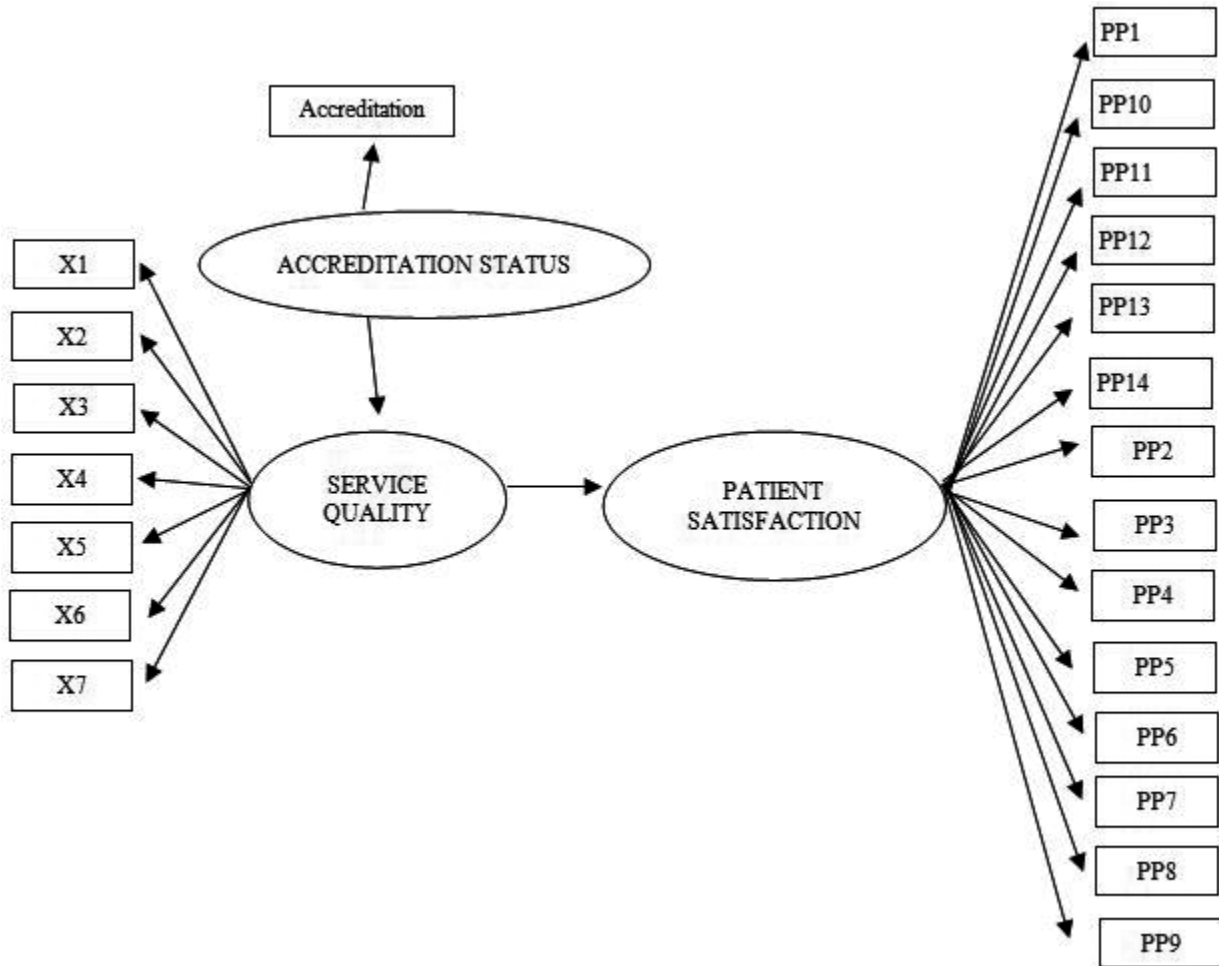 PP1
PP10
Accreditation
PP11
PP12
ACCREDITATION STATUS
X1
PP13
X2
PP14
X3
PP2
X4
SERVICE
QUALITY
PATIENT
SATISFACTION
PP3
X5
PP4
X6
PP5
X7
PP6
PP7
PP8
PP9